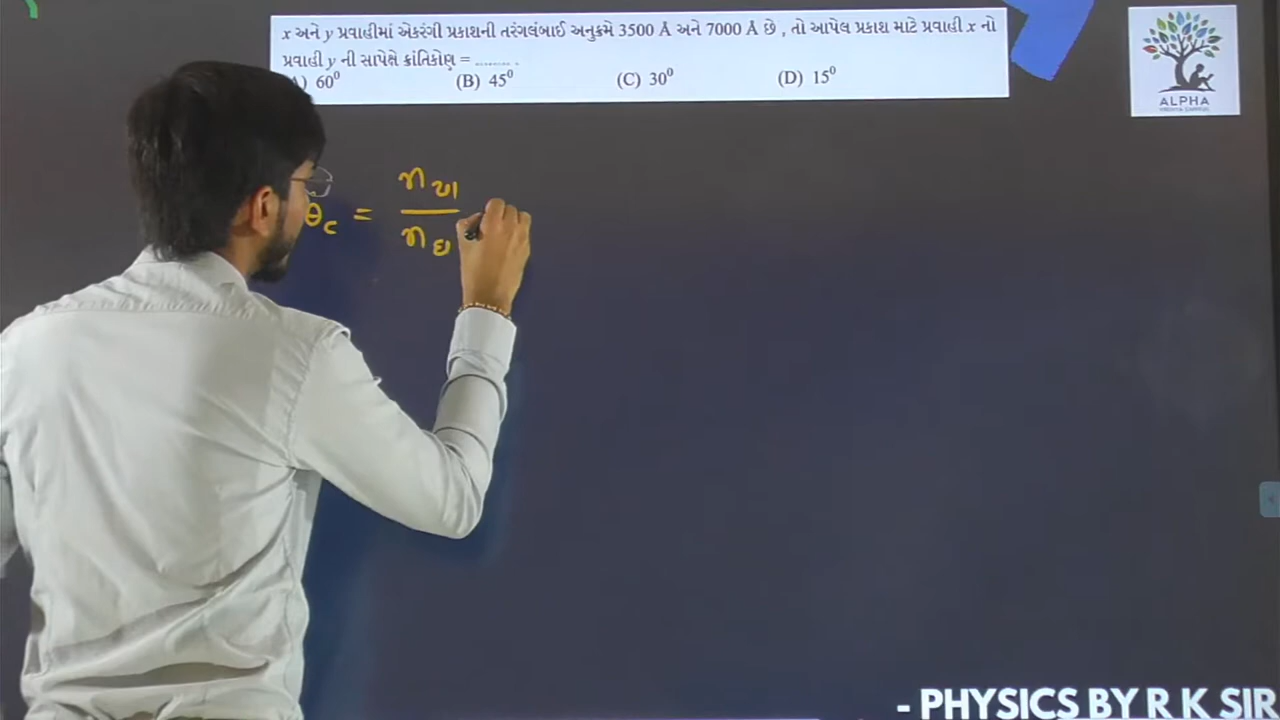 x અને y પ્રવાહીમાં એકરંગી પ્રકાશની તરંગલંબાઈ અનુક્રમે 3500 Å અને 7000 Å છે , તો આપેલ પ્રકાશ માટે પ્રવાહી x નો
પ્રવાહી y ની સાપેક્ષે ક્રાંતિકોણ = ........ .
) 60⁰ (B) 45⁰ (C) 30⁰ (D) 15⁰
ALPHA
θc = n પા / n ઘ
- PHYSICS BY R K SIR